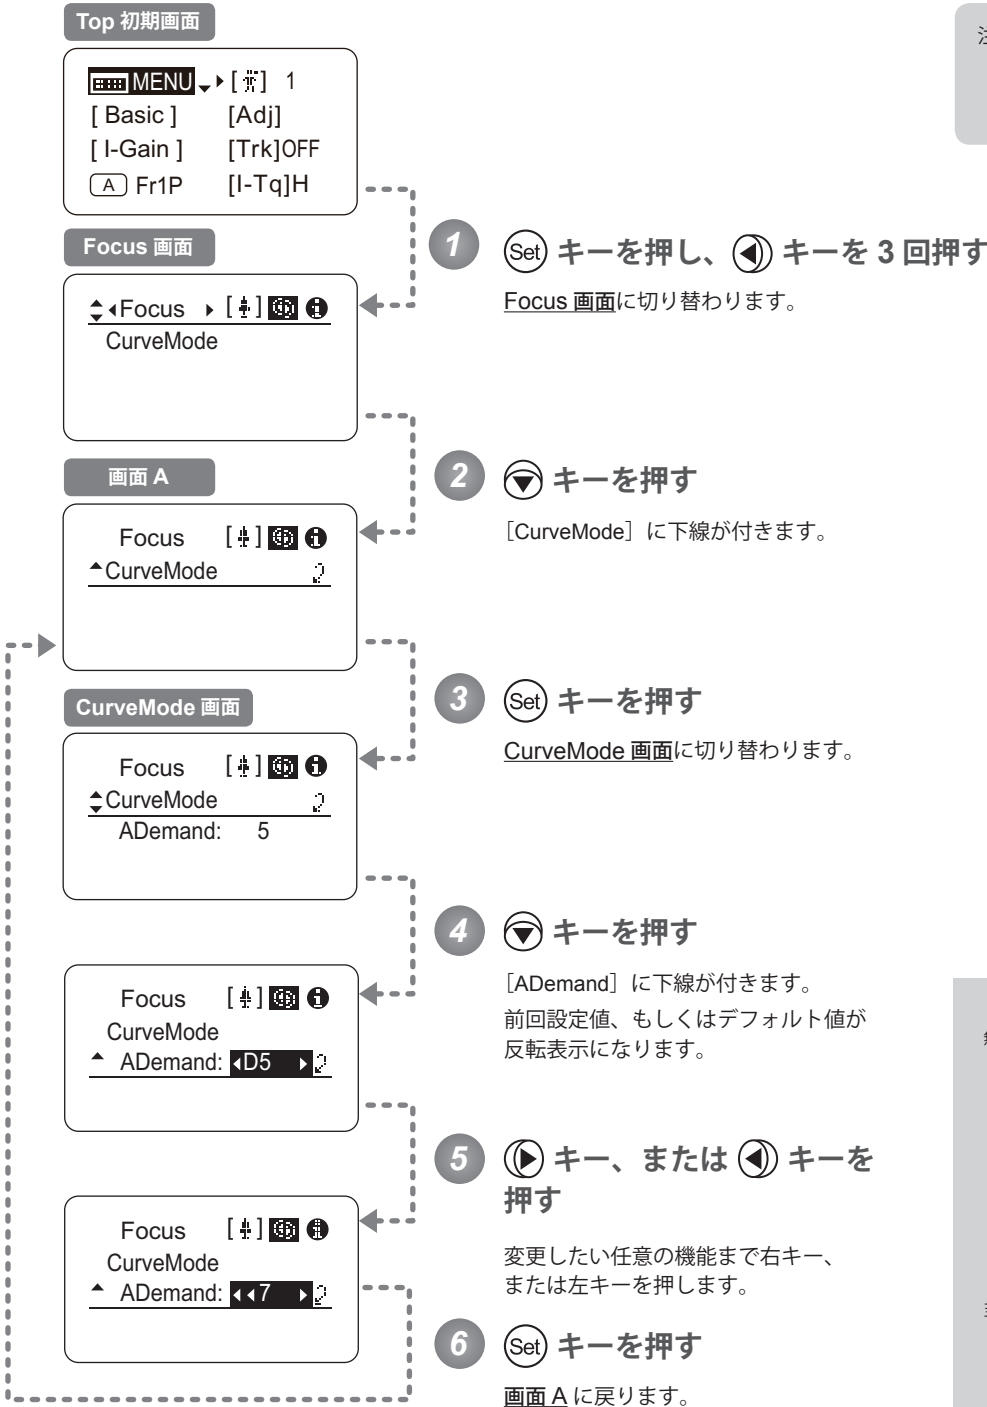 Top 初期画面
MENU [ ] 1
[ Basic ] [Adj]
[ I-Gain ] [Trk]OFF
A Fr1P [I-Tq]H
1 Set キーを押し、 キーを 3 回押す
Focus 画面に切り替わります。
Focus 画面
Focus [ ]
CurveMode
2 キーを押す
［CurveMode］に下線が付きます。
画面 A
Focus [ ]
CurveMode
3 Set キーを押す
CurveMode 画面に切り替わります。
CurveMode 画面
Focus [ ]
CurveMode
ADemand: 5
4 キーを押す
［ADemand］に下線が付きます。
前回設定値、もしくはデフォルト値が
反転表示になります。
Focus [ ]
CurveMode
ADemand: D5
5 キー、または キーを
押す
変更したい任意の機能まで右キー、
または左キーを押します。
Focus [ ]
CurveMode
ADemand: 7
6 Set キーを押す
画面 A に戻ります。